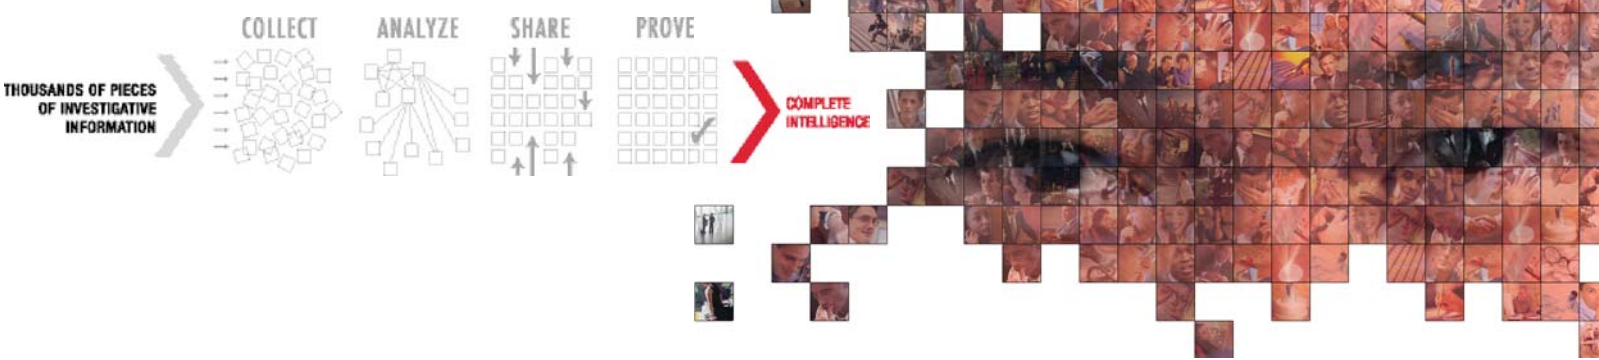 COLLECT
ANALYZE
SHARE
PROVE
THOUSANDS OF PIECES
OF INVESTIGATIVE
INFORMATION
COMPLETE
INTELLIGENCE